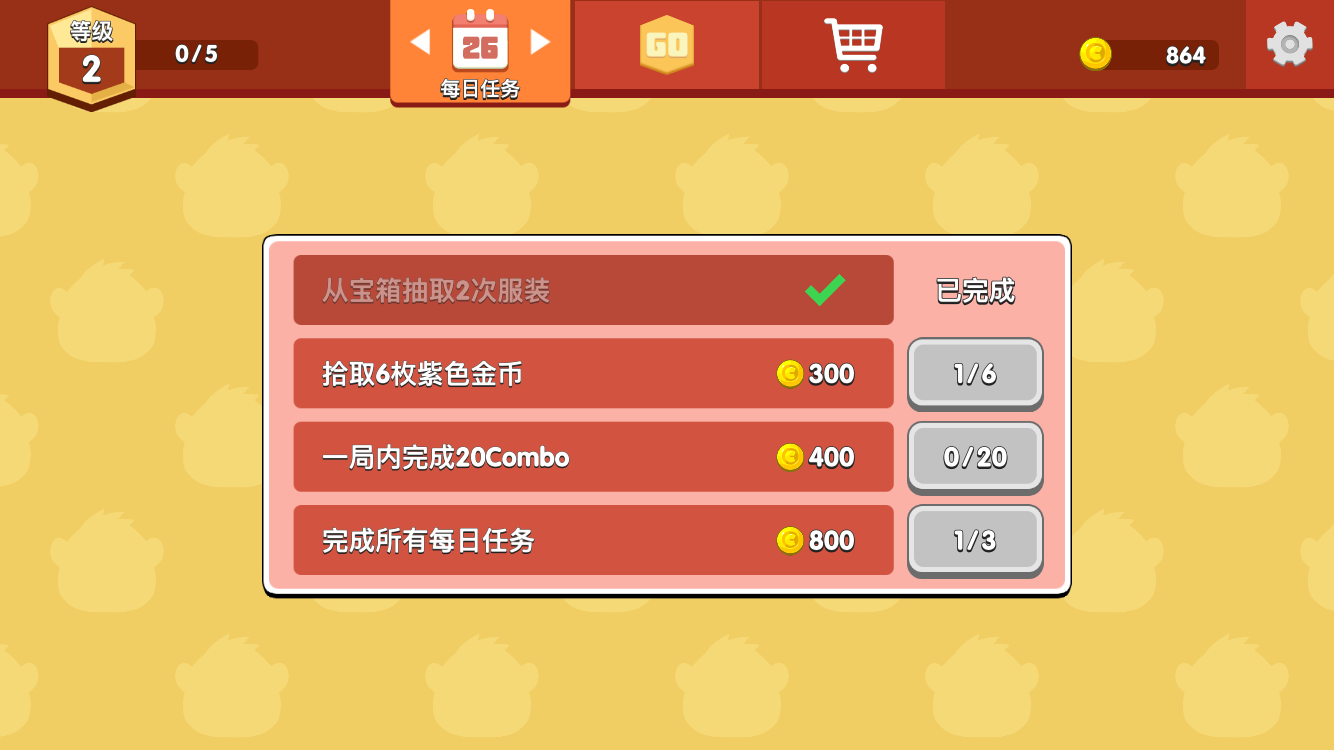 等级
2
0/5
26
每日任务
GO
864
从宝箱抽取2次服装
已完成
拾取6枚紫色金币
300
1/6
一局内完成20Combo
400
0/20
完成所有每日任务
800
1/3